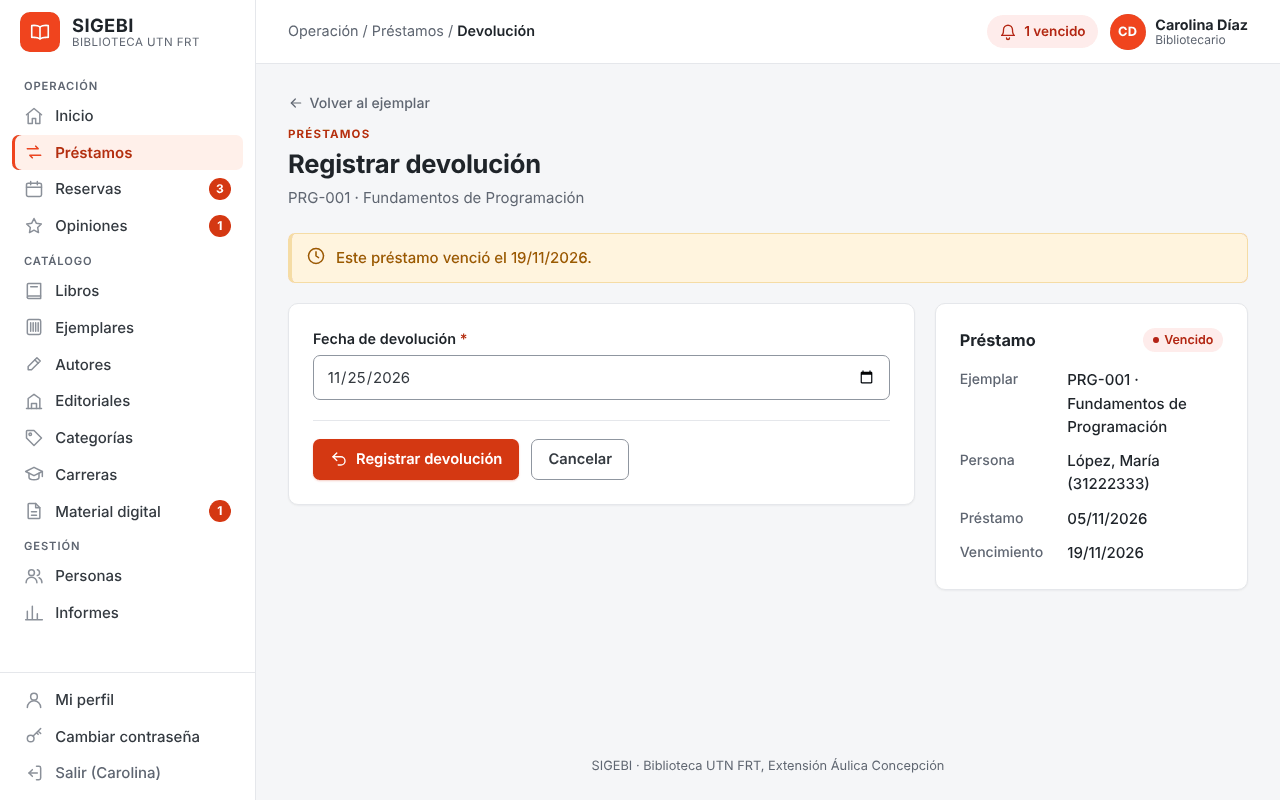 SIGEBI
BIBLIOTECA UTN FRT
OPERACIÓN
Inicio
Préstamos
Reservas 3
Opiniones 1
CATÁLOGO
Libros
Ejemplares
Autores
Editoriales
Categorías
Carreras
Material digital 1
GESTIÓN
Personas
Informes
Mi perfil
Cambiar contraseña
Salir (Carolina)
Operación / Préstamos / Devolución
1 vencido
CD
Carolina Díaz
Bibliotecario
Volver al ejemplar
PRÉSTAMOS
Registrar devolución
PRG-001 · Fundamentos de Programación
Este préstamo venció el 19/11/2026.
Fecha de devolución *
11/25/2026
Registrar devolución
Cancelar
Préstamo
Vencido
Ejemplar
PRG-001 ·
Fundamentos de
Programación
Persona
López, María
(31222333)
Préstamo
05/11/2026
Vencimiento
19/11/2026
SIGEBI · Biblioteca UTN FRT, Extensión Áulica Concepción